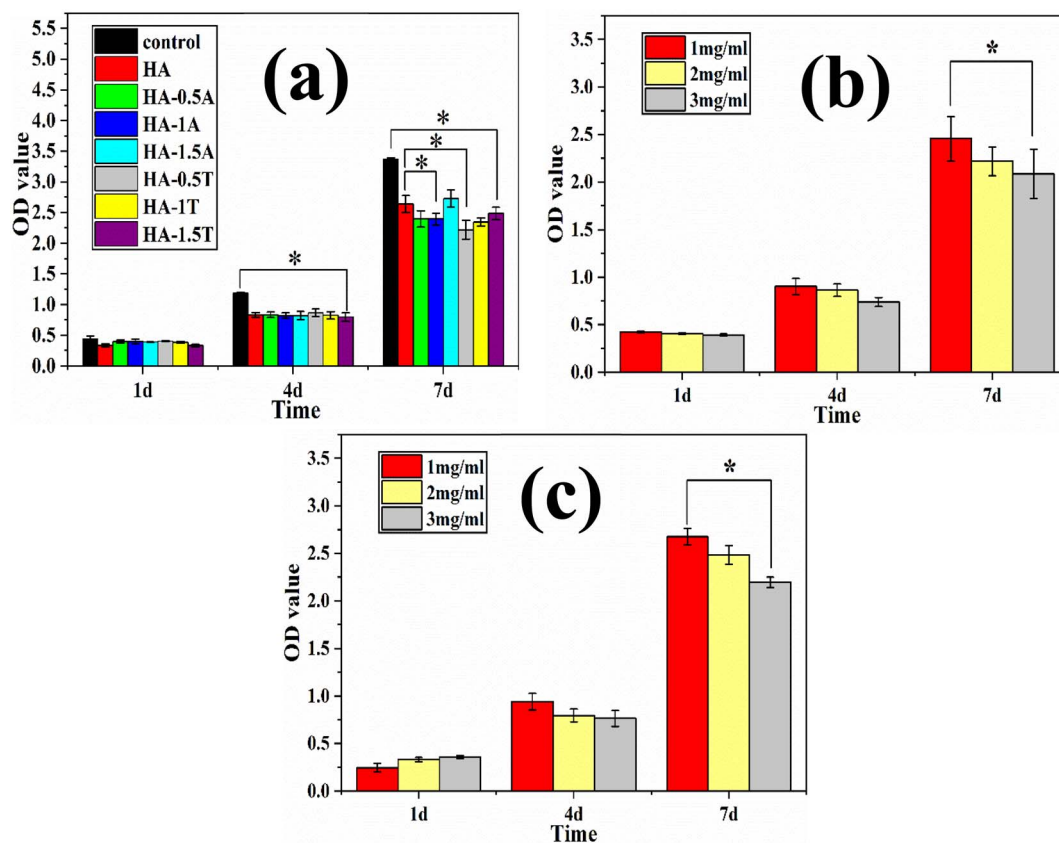 (a)
control
HA
HA-0.5A
HA-1A
HA-1.5A
HA-0.5T
HA-1T
HA-1.5T
OD value
5.5
5.0
4.5
4.0
3.5
3.0
2.5
2.0
1.5
1.0
0.5
0.0
*
*
*
*
1d
4d
7d
Time
(b)
1mg/ml
2mg/ml
3mg/ml
OD value
3.5
3.0
2.5
2.0
1.5
1.0
0.5
0.0
*
1d
4d
7d
Time
(c)
1mg/ml
2mg/ml
3mg/ml
OD value
3.5
3.0
2.5
2.0
1.5
1.0
0.5
0.0
*
1d
4d
7d
Time